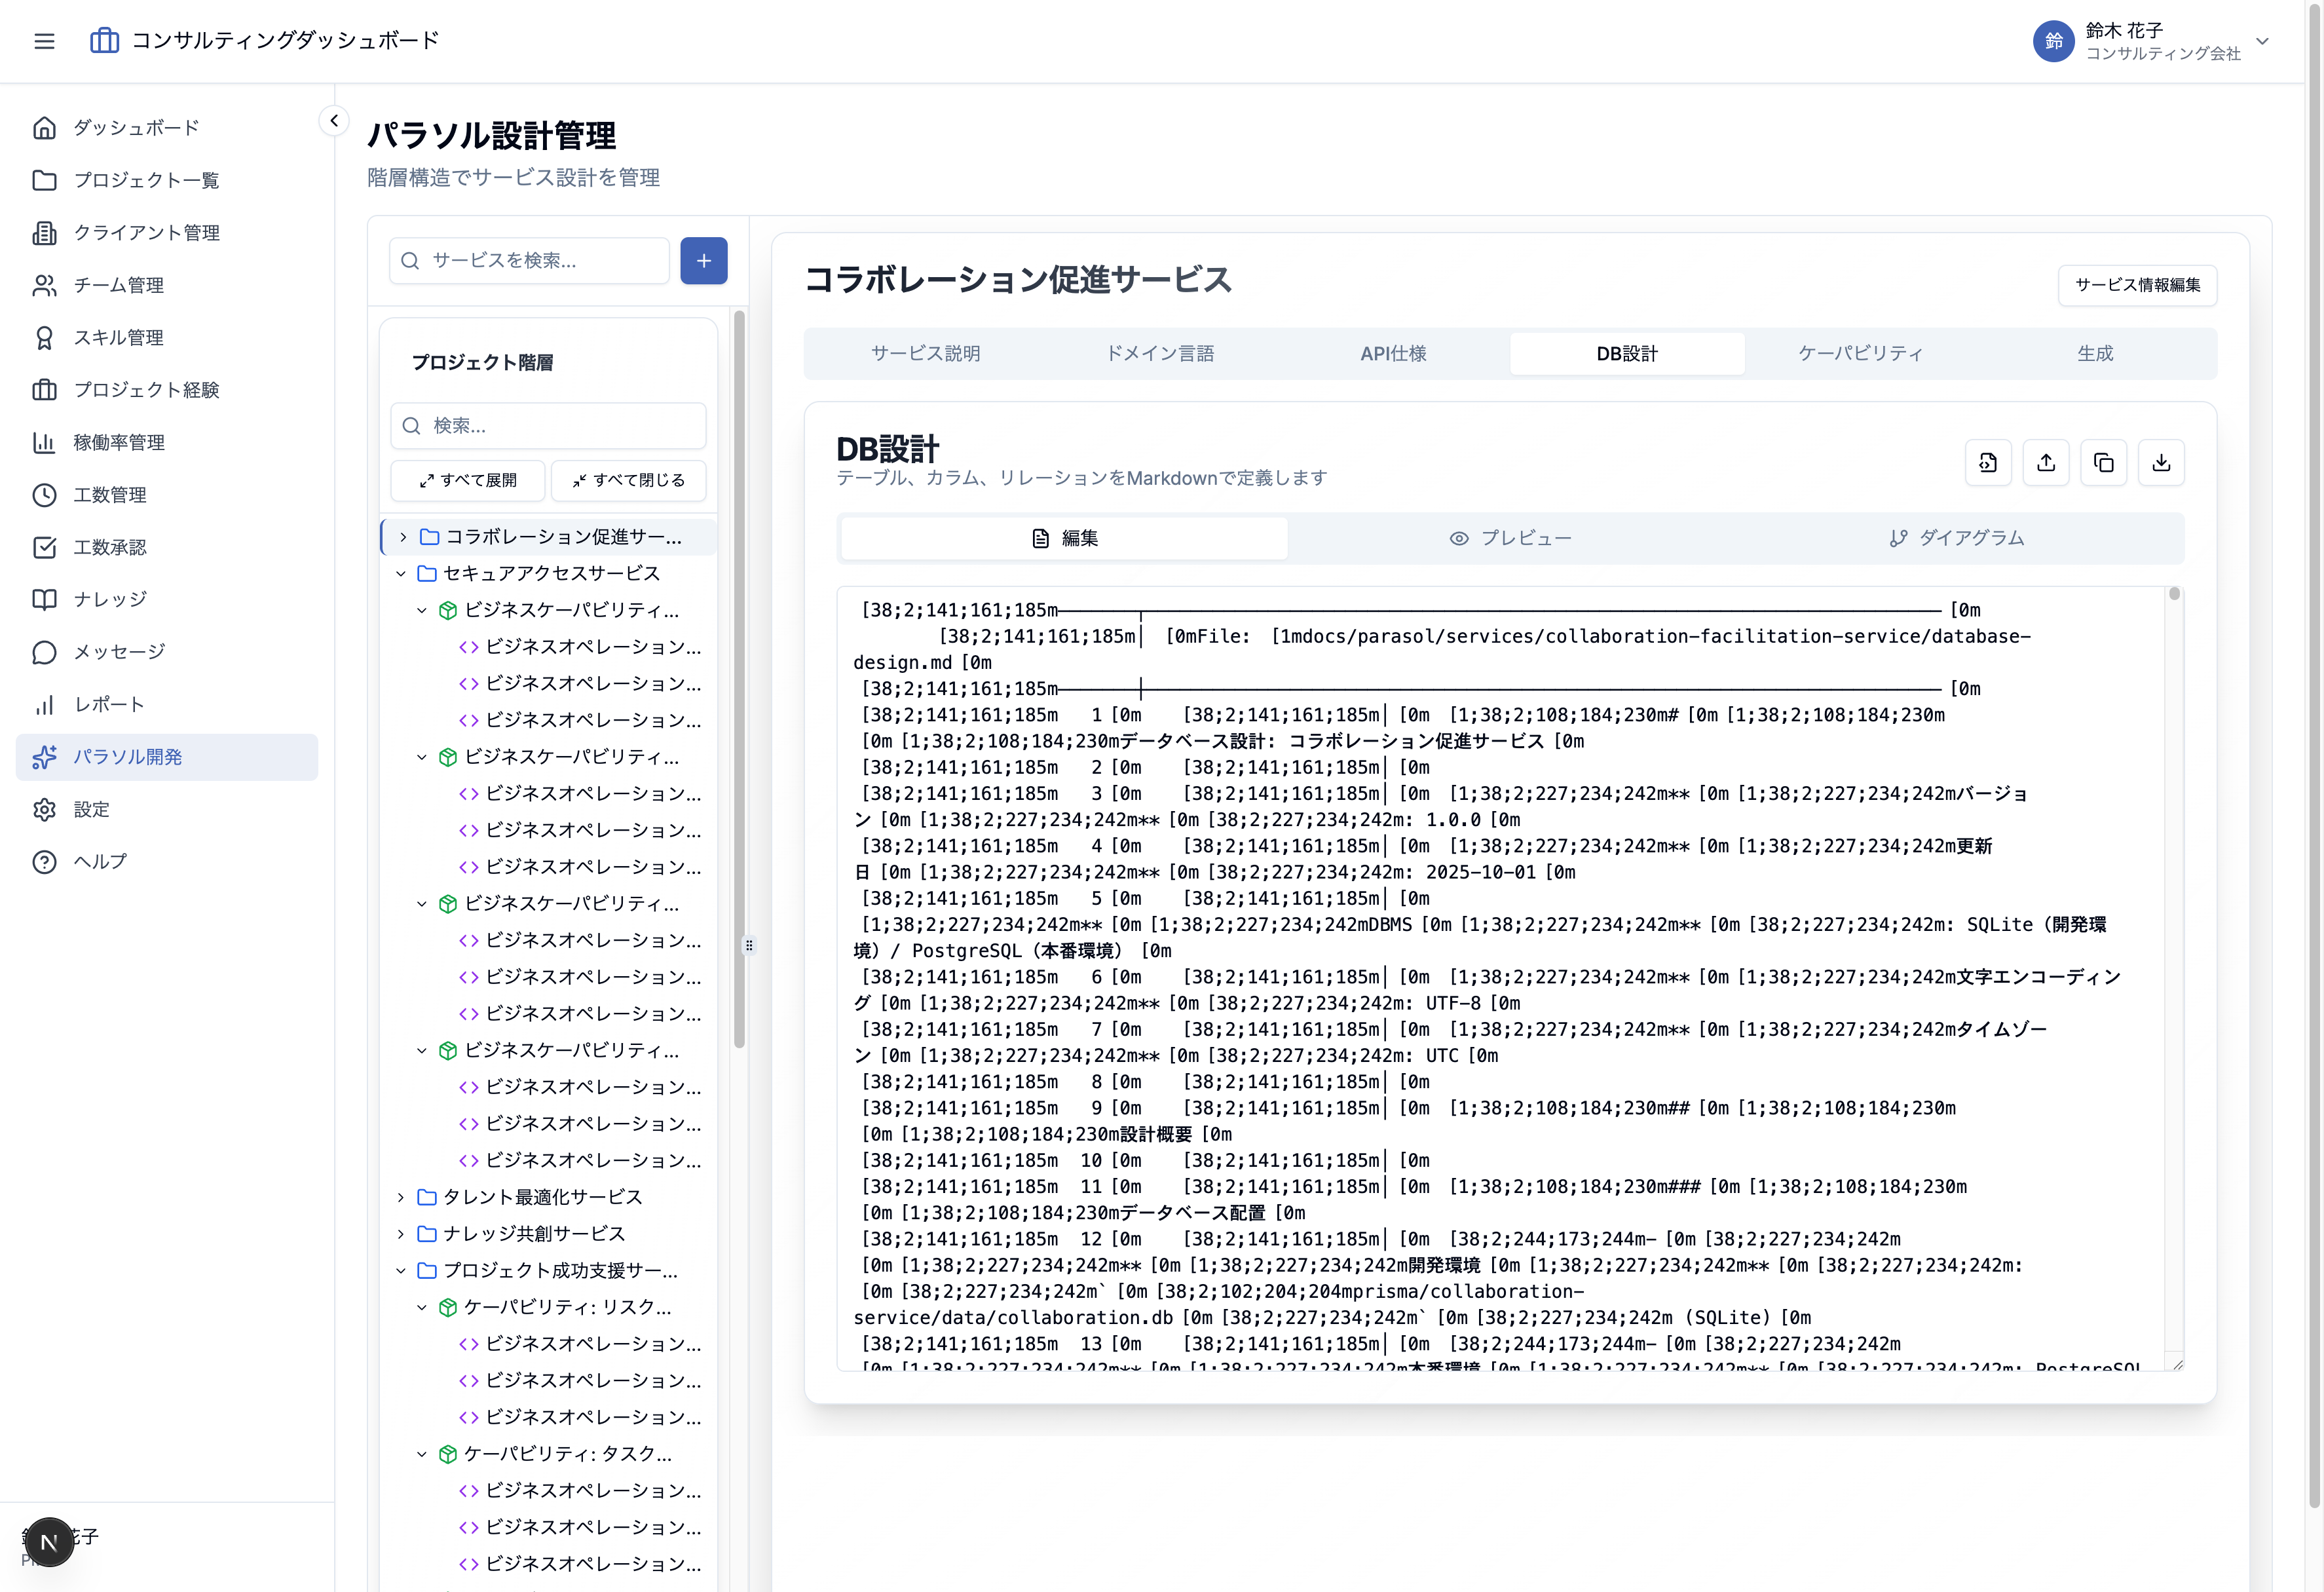 コンサルティングダッシュボード
鈴
鈴木 花子
コンサルティング会社
ダッシュボード
プロジェクト一覧
クライアント管理
チーム管理
スキル管理
プロジェクト経験
稼働率管理
工数管理
工数承認
ナレッジ
メッセージ
レポート
パラソル開発
設定
ヘルプ
花子
N
パラソル設計管理
階層構造でサービス設計を管理
サービスを検索...
プロジェクト階層
検索...
すべて展開
すべて閉じる
コラボレーション促進サー...
セキュアアクセスサービス
ビジネスケーパビリティ...
ビジネスオペレーション...
ビジネスオペレーション...
ビジネスオペレーション...
ビジネスケーパビリティ...
ビジネスオペレーション...
ビジネスオペレーション...
ビジネスオペレーション...
ビジネスケーパビリティ...
ビジネスオペレーション...
ビジネスオペレーション...
ビジネスオペレーション...
ビジネスケーパビリティ...
ビジネスオペレーション...
ビジネスオペレーション...
ビジネスオペレーション...
タレント最適化サービス
ナレッジ共創サービス
プロジェクト成功支援サー...
ケーパビリティ: リスク...
ビジネスオペレーション...
ビジネスオペレーション...
ビジネスオペレーション...
ケーパビリティ: タスク...
ビジネスオペレーション...
ビジネスオペレーション...
ビジネスオペレーション...
コラボレーション促進サービス
サービス情報編集
サービス説明
ドメイン言語
API仕様
DB設計
ケーパビリティ
生成
DB設計
テーブル、カラム、リレーションをMarkdownで定義します
編集
プレビュー
ダイアグラム
[38;2;141;161;185m───────┬──────────────────────────────────────────────────────────────────────── [0m
[38;2;141;161;185m│ [0mFile: [1mdocs/parasol/services/collaboration-facilitation-service/database-
design.md [0m
[38;2;141;161;185m───────┼──────────────────────────────────────────────────────────────────────── [0m
[38;2;141;161;185m 1 [0m [38;2;141;161;185m│ [0m [1;38;2;108;184;230m# [0m [1;38;2;108;184;230m
[0m [1;38;2;108;184;230mデータベース設計: コラボレーション促進サービス [0m
[38;2;141;161;185m 2 [0m [38;2;141;161;185m│ [0m
[38;2;141;161;185m 3 [0m [38;2;141;161;185m│ [0m [1;38;2;227;234;242m** [0m [1;38;2;227;234;242mバージョ
ン [0m [1;38;2;227;234;242m** [0m [38;2;227;234;242m: 1.0.0 [0m
[38;2;141;161;185m 4 [0m [38;2;141;161;185m│ [0m [1;38;2;227;234;242m** [0m [1;38;2;227;234;242m更新
日 [0m [1;38;2;227;234;242m** [0m [38;2;227;234;242m: 2025-10-01 [0m
[38;2;141;161;185m 5 [0m [38;2;141;161;185m│ [0m
[1;38;2;227;234;242m** [0m [1;38;2;227;234;242mDBMS [0m [1;38;2;227;234;242m** [0m [38;2;227;234;242m: SQLite（開発環
境）/ PostgreSQL（本番環境） [0m
[38;2;141;161;185m 6 [0m [38;2;141;161;185m│ [0m [1;38;2;227;234;242m** [0m [1;38;2;227;234;242m文字エンコーディン
グ [0m [1;38;2;227;234;242m** [0m [38;2;227;234;242m: UTF-8 [0m
[38;2;141;161;185m 7 [0m [38;2;141;161;185m│ [0m [1;38;2;227;234;242m** [0m [1;38;2;227;234;242mタイムゾー
ン [0m [1;38;2;227;234;242m** [0m [38;2;227;234;242m: UTC [0m
[38;2;141;161;185m 8 [0m [38;2;141;161;185m│ [0m
[38;2;141;161;185m 9 [0m [38;2;141;161;185m│ [0m [1;38;2;108;184;230m## [0m [1;38;2;108;184;230m
[0m [1;38;2;108;184;230m設計概要 [0m
[38;2;141;161;185m 10 [0m [38;2;141;161;185m│ [0m
[38;2;141;161;185m 11 [0m [38;2;141;161;185m│ [0m [1;38;2;108;184;230m### [0m [1;38;2;108;184;230m
[0m [1;38;2;108;184;230mデータベース配置 [0m
[38;2;141;161;185m 12 [0m [38;2;141;161;185m│ [0m [38;2;244;173;244m- [0m [38;2;227;234;242m
[0m [1;38;2;227;234;242m** [0m [1;38;2;227;234;242m開発環境 [0m [1;38;2;227;234;242m** [0m [38;2;227;234;242m:
[0m [38;2;227;234;242m` [0m [38;2;102;204;204mprisma/collaboration-
service/data/collaboration.db [0m [38;2;227;234;242m` [0m [38;2;227;234;242m (SQLite) [0m
[38;2;141;161;185m 13 [0m [38;2;141;161;185m│ [0m [38;2;244;173;244m- [0m [38;2;227;234;242m
[0m [1;38;2;227;234;242m** [0m [1;38;2;227;234;242m本番環境 [0m [1;38;2;227;234;242m** [0m [38;2;227;234;242m: PostgreSQL